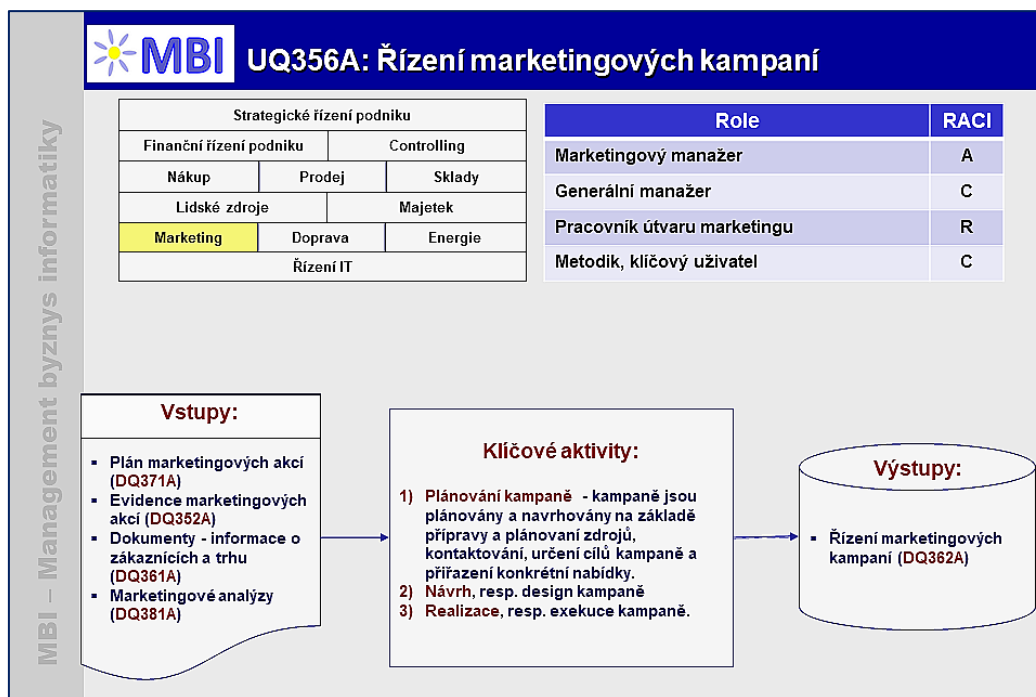 MBI
UQ356A: Řízení marketingových kampaní
MBI – Management byznys informatiky
Strategické řízení podniku
Finanční řízení podniku
Controlling
Nákup
Prodej
Sklady
Lidské zdroje
Majetek
Marketing
Doprava
Energie
Řízení IT
Role RACI
Marketingový manažer A
Generální manažer C
Pracovník útvaru marketingu R
Metodik, klíčový uživatel C
Vstupy:
▪ Plán marketingových akcí
(DQ371A)
▪ Evidence marketingových
akcí (DQ352A)
▪ Dokumenty - informace o
zákaznících a trhu
(DQ361A)
▪ Marketingové analýzy
(DQ381A)
Klíčové aktivity:
1) Plánování kampaně - kampaně jsou
plánovány a navrhovány na základě
přípravy a plánovaní zdrojů,
kontaktování, určení cílů kampaně a
přiřazení konkrétní nabídky.
2) Návrh, resp. design kampaně
3) Realizace, resp. exekuce kampaně.
Výstupy:
▪ Řízení marketingových
kampaní (DQ362A)